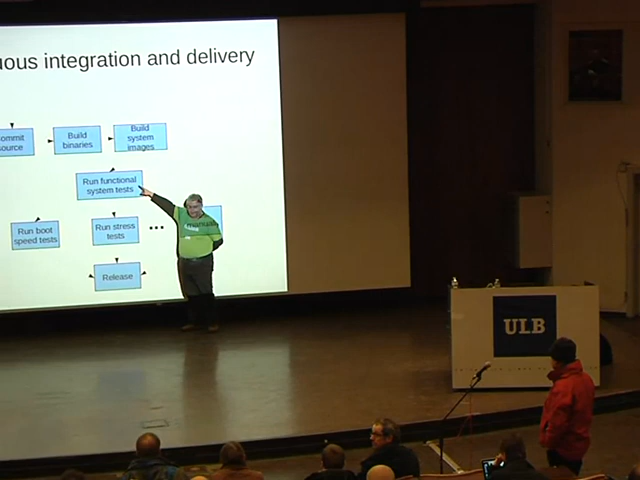 uous integration and delivery
ommit
ource
Build
binaries
Build
system
images
Run functional
system tests
Run boot
speed tests
Run stress
tests
...
Release
ULB